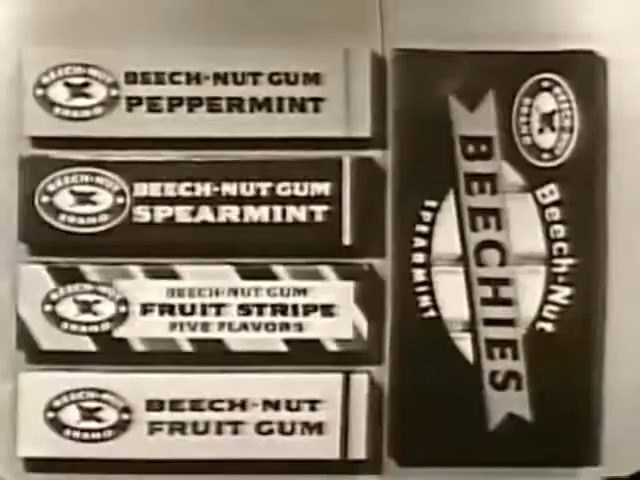 BEECH-NUT
BRAND
BEECH-NUT GUM
PEPPERMINT
BEECH-NUT
BRAND
BEECH-NUT GUM
SPEARMINT
BEECH-NUT
BRAND
BEECH-NUT GUM
FRUIT STRIPE
FIVE FLAVORS
BEECH-NUT
BRAND
BEECH-NUT
FRUIT GUM
BEECH-NUT
BRAND
Beech-Nut
BEECHIES
SPEARMINT